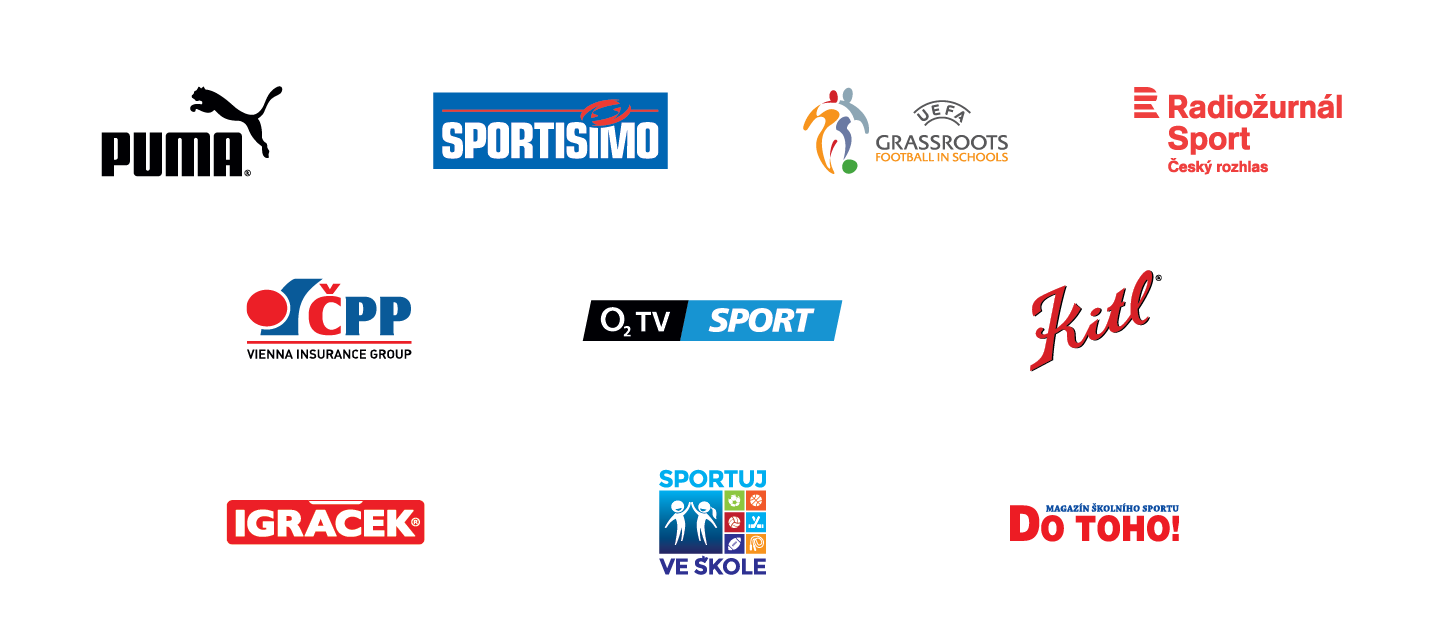 PUMA®
SPORTISIMO
UEFA
GRASSROOTS
FOOTBALL IN SCHOOLS
Radiožurnál
Sport
Český rozhlas
ČPP
VIENNA INSURANCE GROUP
O2 TV SPORT
Kitl®
IGRACEK®
SPORTUJ
VE ŠKOLE
MAGAZÍN ŠKOLNÍHO SPORTU
DO TOHO!